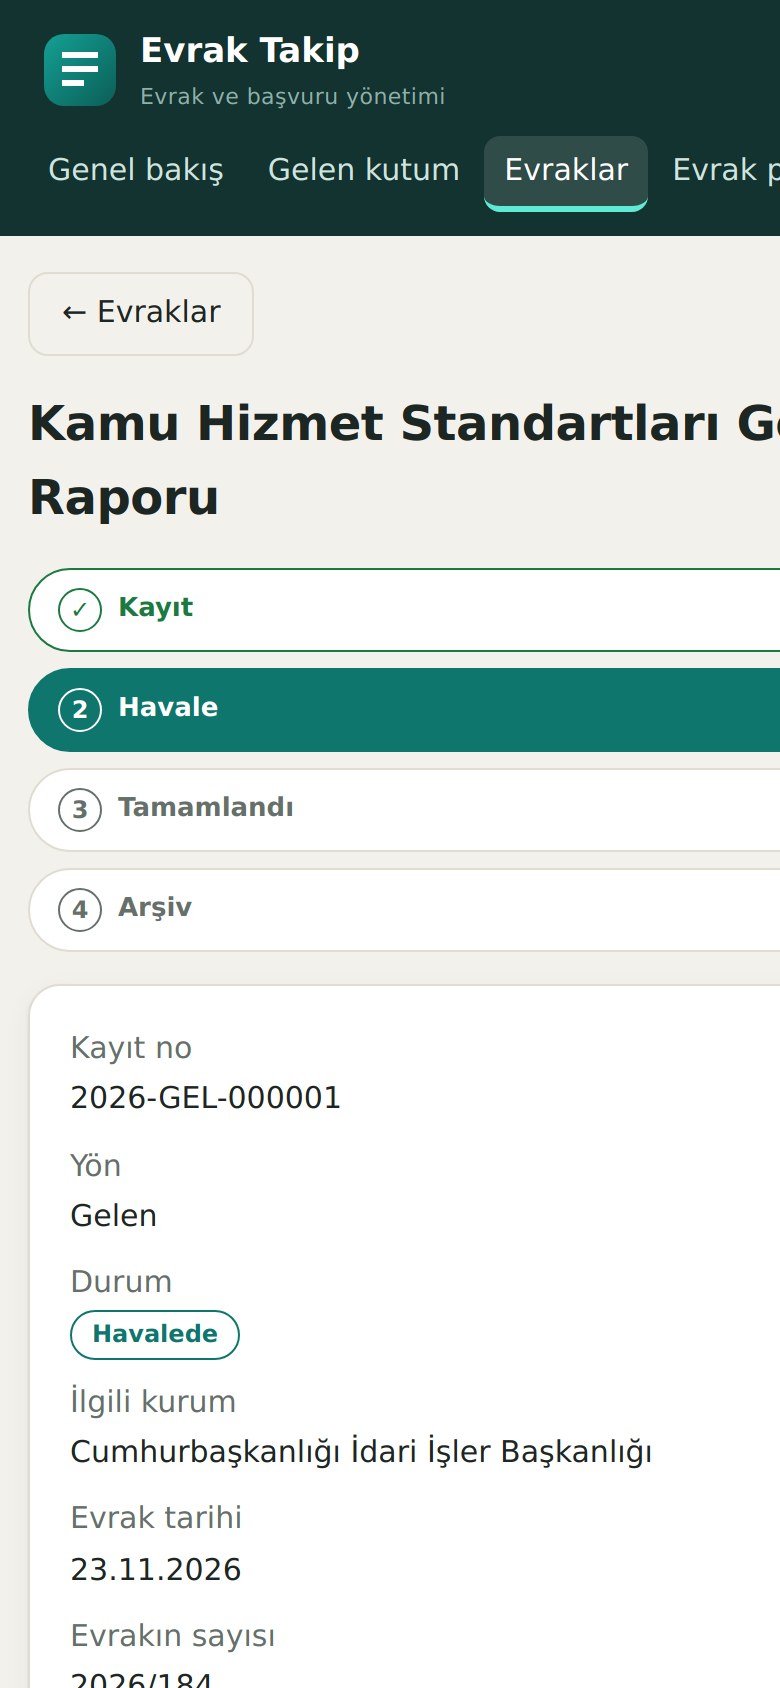 Evrak Takip
Evrak ve başvuru yönetimi
Genel bakış Gelen kutum Evraklar Evrak
← Evraklar
Kamu Hizmet Standartları
Raporu
✓ Kayıt
2 Havale
3 Tamamlandı
4 Arşiv
Kayıt no
2026-GEL-000001
Yön
Gelen
Durum
Havalede
İlgili kurum
Cumhurbaşkanlığı İdari İşler Başkanlığı
Evrak tarihi
23.11.2026
Evrakın sayısı
2026/184